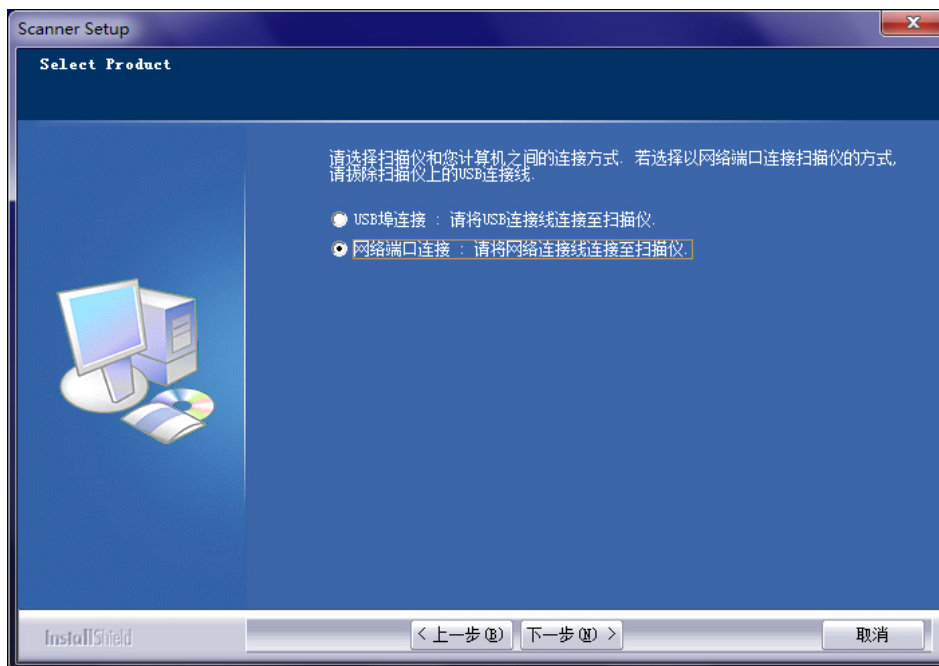 Scanner Setup
Select Product
请选择扫描仪和您计算机之间的连接方式. 若选择以网络端口连接扫描仪的方式,
请拔除扫描仪上的USB连接线.
USB埠连接 : 请将USB连接线连接至扫描仪.
网络端口连接 : 请将网络连接线连接至扫描仪.
InstallShield
< 上一步(B) 下一步(N) > 取消